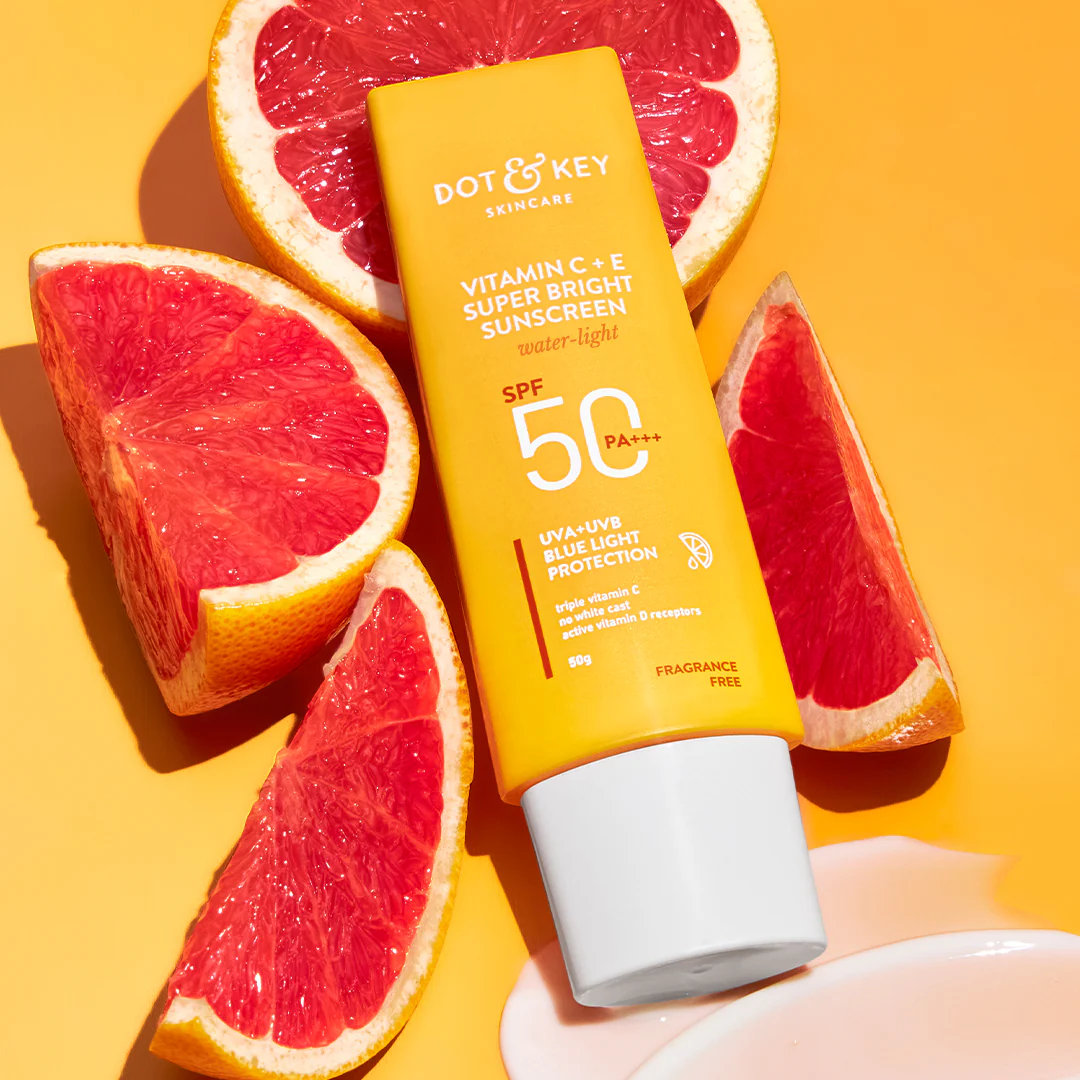 DOT & KEY
SKINCARE
VITAMIN C + E
SUPER BRIGHT
SUNSCREEN
water-light
SPF
50
PA+++
UVA+UVB
BLUE LIGHT
PROTECTION
triple vitamin C
no white cast
active vitamin D receptors
50g
FRAGRANCE
FREE